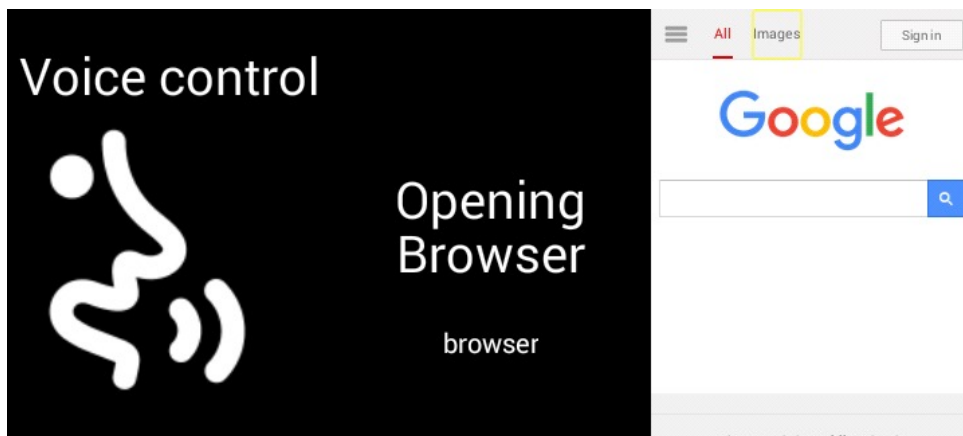 Voice control
Opening
Browser
browser
All Images Sign in
Google